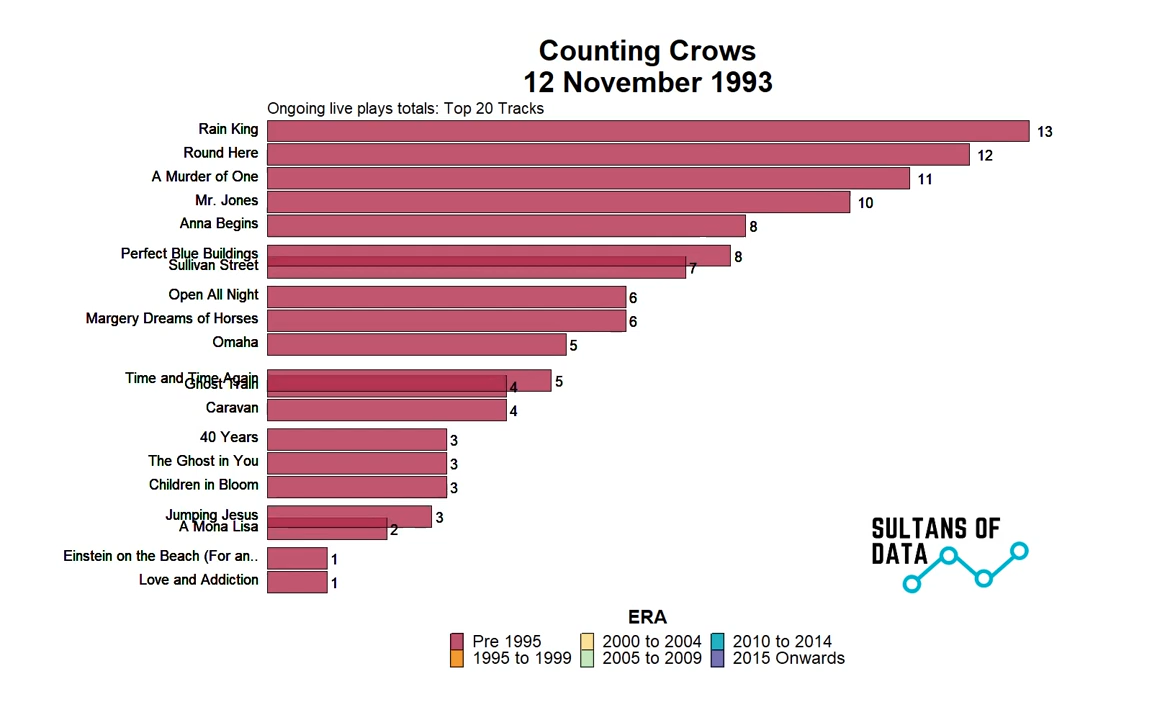 Counting Crows
12 November 1993
Ongoing live plays totals: Top 20 Tracks
Rain King 13
Round Here 12
A Murder of One 11
Mr. Jones 10
Anna Begins 8
Perfect Blue Buildings 8
Sullivan Street 7
Open All Night 6
Margery Dreams of Horses 6
Omaha 5
Time and Time Again 5
Ghost Train 4
Caravan 4
40 Years 3
The Ghost in You 3
Children in Bloom 3
Jumping Jesus 3
A Mona Lisa 2
Einstein on the Beach (For an.. 1
Love and Addiction 1
SULTANS OF
DATA
ERA
Pre 1995 2000 to 2004 2010 to 2014
1995 to 1999 2005 to 2009 2015 Onwards